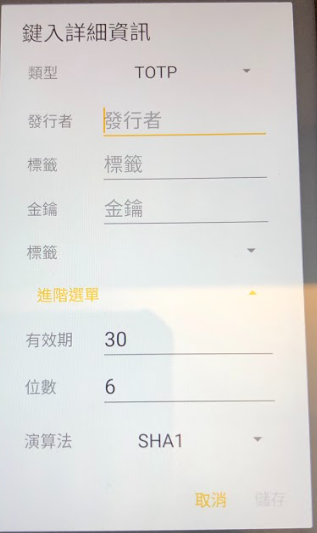 鍵入詳細資訊
類型 TOTP
發行者 發行者
標籤 標籤
金鑰 金鑰
標籤
進階選單
有效期 30
位數 6
演算法 SHA1
取消 儲存